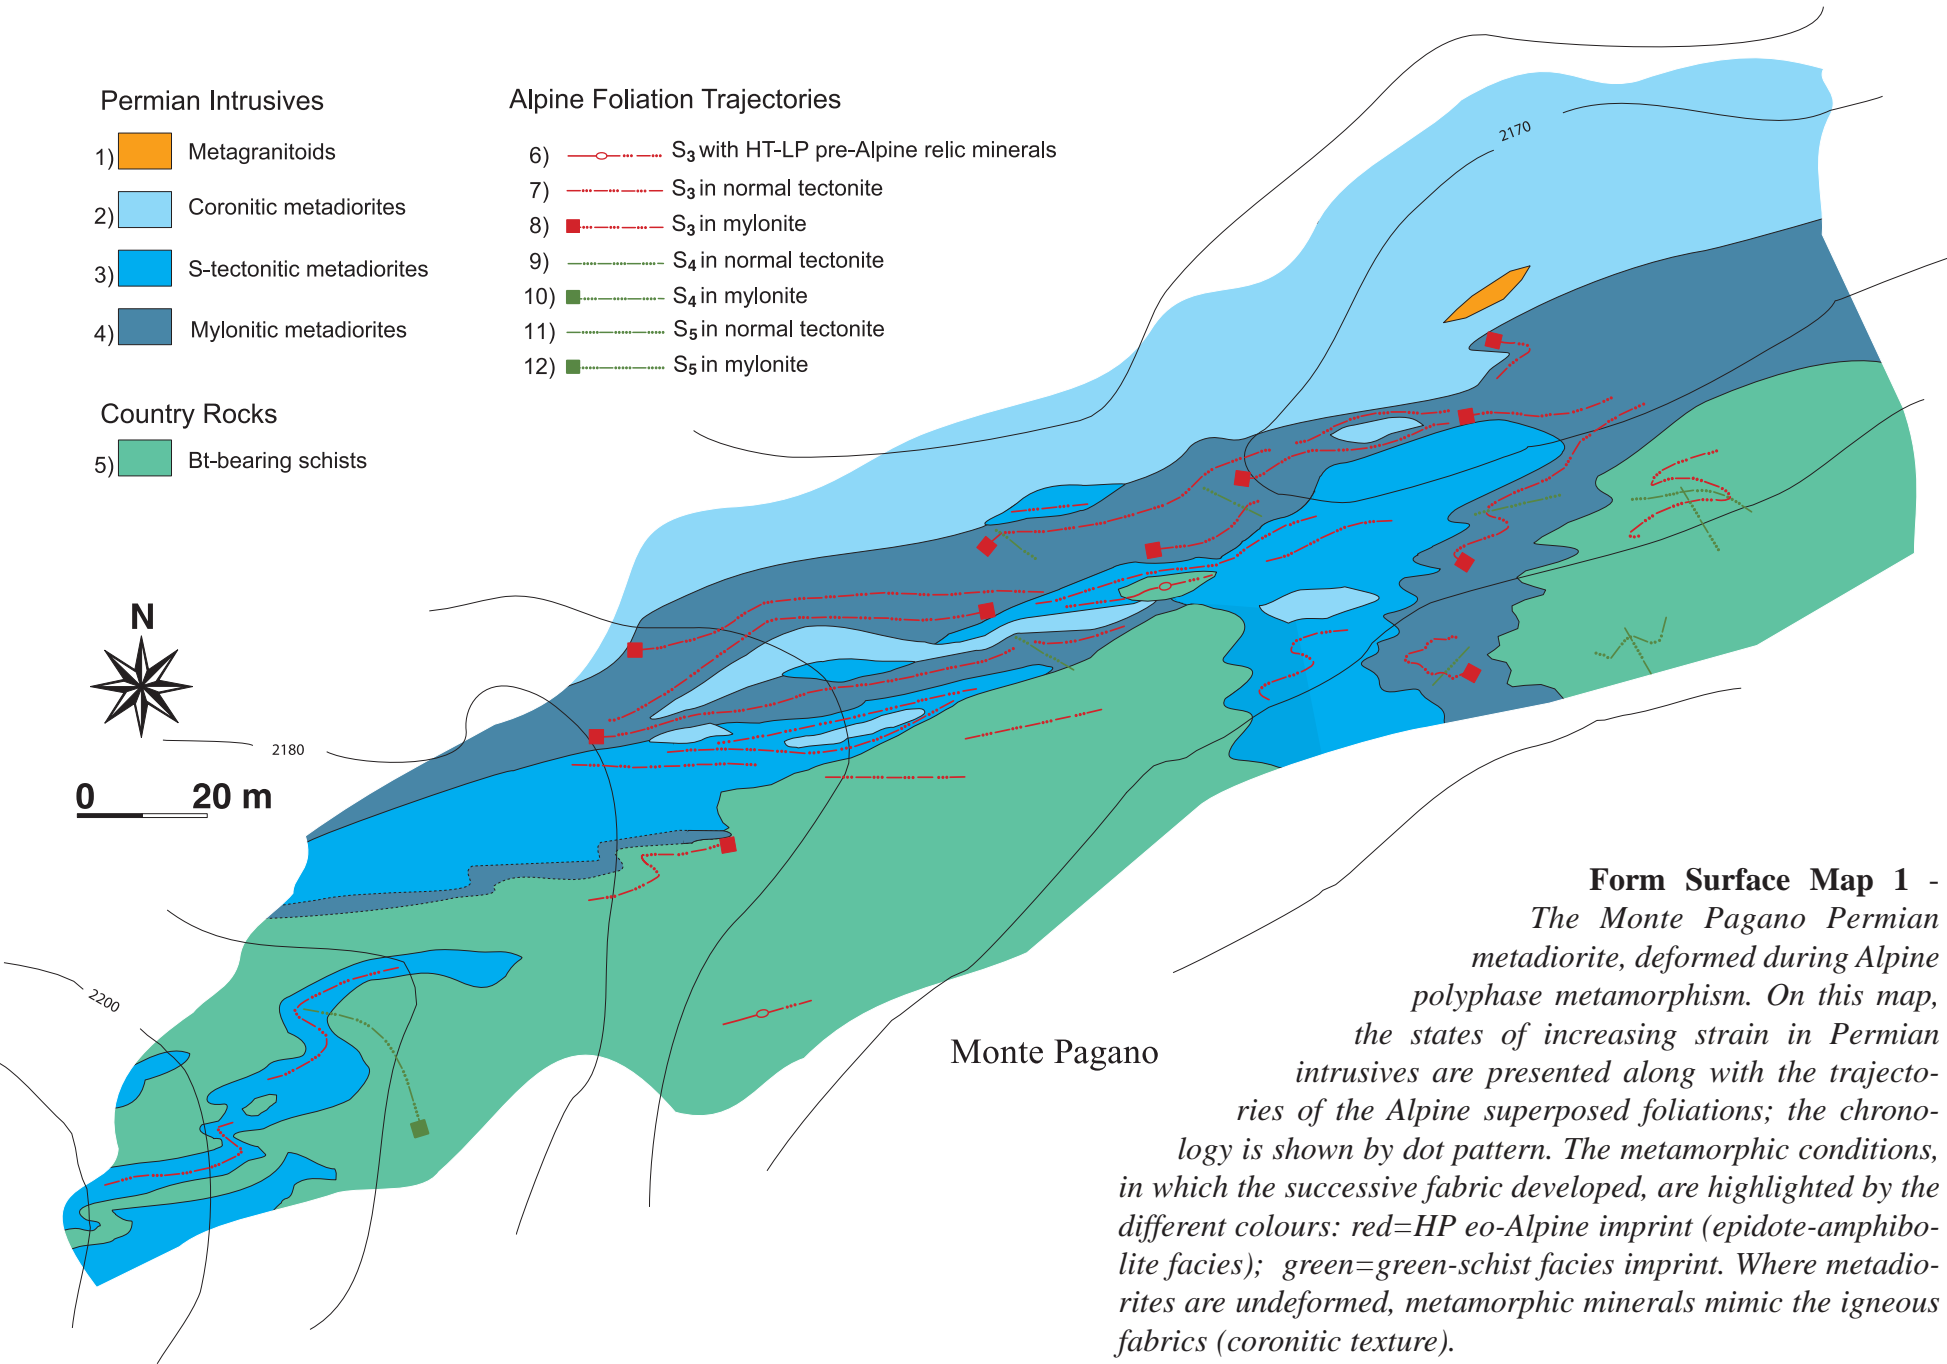 Permian Intrusives
1) Metagranitoids
2) Coronitic metadiorites
3) S-tectonitic metadiorites
4) Mylonitic metadiorites
Country Rocks
5) Bt-bearing schists
Alpine Foliation Trajectories
6) S3 with HT-LP pre-Alpine relic minerals
7) S3 in normal tectonite
8) S3 in mylonite
9) S4 in normal tectonite
10) S4 in mylonite
11) S5 in normal tectonite
12) S5 in mylonite
2170
N
2180
0 20 m
2200
Monte Pagano
Form Surface Map 1 -
The Monte Pagano Permian
metadiorite, deformed during Alpine
polyphase metamorphism. On this map,
the states of increasing strain in Permian
intrusives are presented along with the trajecto-
ries of the Alpine superposed foliations; the chrono-
logy is shown by dot pattern. The metamorphic conditions,
in which the successive fabric developed, are highlighted by the
different colours: red=HP eo-Alpine imprint (epidote-amphibo-
lite facies); green=green-schist facies imprint. Where metadio-
rites are undeformed, metamorphic minerals mimic the igneous
fabrics (coronitic texture).